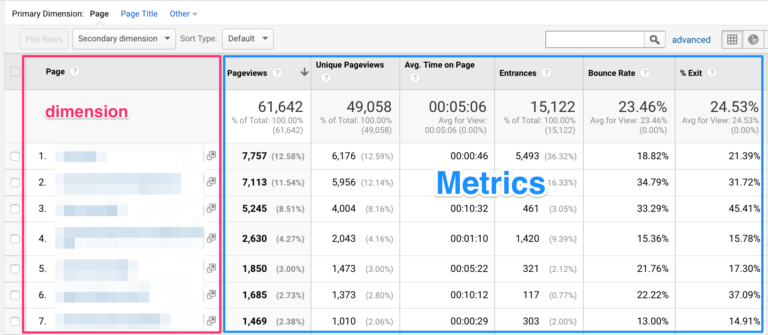 Primary Dimension: Page Page Title Other
Plot Rows Secondary dimension Sort Type: Default advanced
Page ? Pageviews ? Unique Pageviews ? Avg. Time on Page ? Entrances ? Bounce Rate ? % Exit ?
dimension
61,642 49,058 00:05:06 15,122 23.46% 24.53%
% of Total: 100.00% (61,642) % of Total: 100.00% (49,058) Avg for View: 00:05:06 (0.00%) % of Total: 100.00% (15,122) Avg for View: 23.46% (0.00%) Avg for View: 24.53% (0.00%)
1. 7,757 (12.58%) 6,176 (12.59%) 00:00:46 5,493 (36.32%) 18.82% 21.39%
Metrics
2. 7,113 (11.54%) 5,956 (12.14%) 16.33%) 34.79% 31.72%
3. 5,245 (8.51%) 4,004 (8.16%) 00:10:32 461 (3.05%) 33.29% 45.41%
4. 2,630 (4.27%) 2,043 (4.16%) 00:01:10 1,420 (9.39%) 15.36% 15.78%
5. 1,850 (3.00%) 1,473 (3.00%) 00:05:22 321 (2.12%) 21.76% 17.30%
6. 1,685 (2.73%) 1,373 (2.80%) 00:10:12 117 (0.77%) 22.22% 37.09%
7. 1,469 (2.38%) 1,010 (2.06%) 00:00:29 303 (2.00%) 13.00% 14.91%